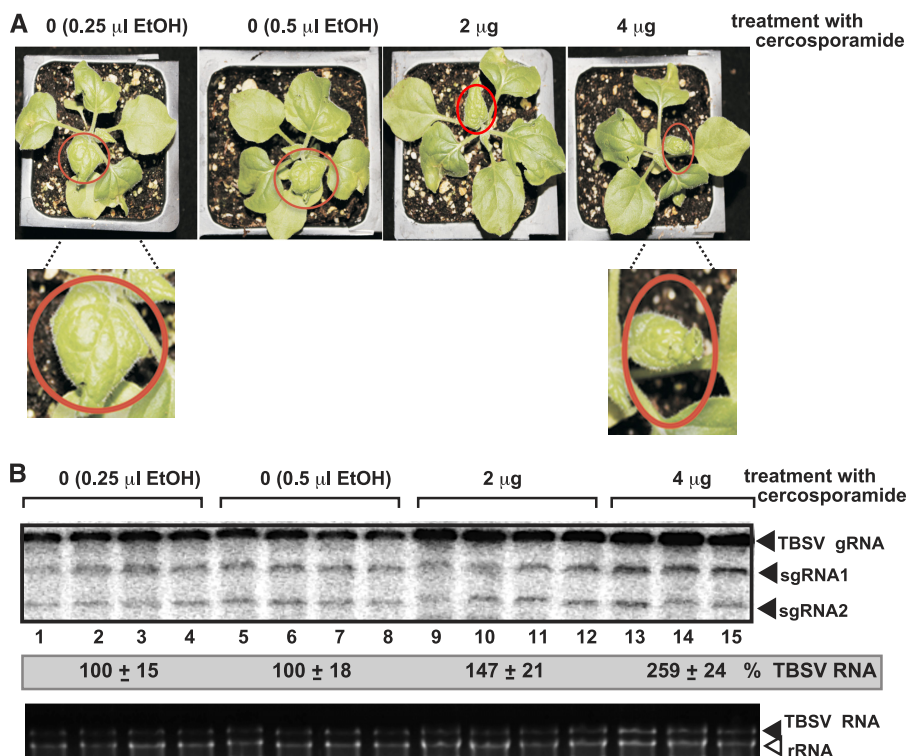 A
0 (0.25 μl EtOH) 0 (0.5 μl EtOH) 2 μg 4 μg treatment with
cercosporamide
B
0 (0.25 μl EtOH) 0 (0.5 μl EtOH) 2 μg 4 μg treatment with
cercosporamide
TBSV gRNA
sgRNA1
sgRNA2
1 2 3 4 5 6 7 8 9 10 11 12 13 14 15
100 ± 15 100 ± 18 147 ± 21 259 ± 24 % TBSV RNA
TBSV RNA
rRNA